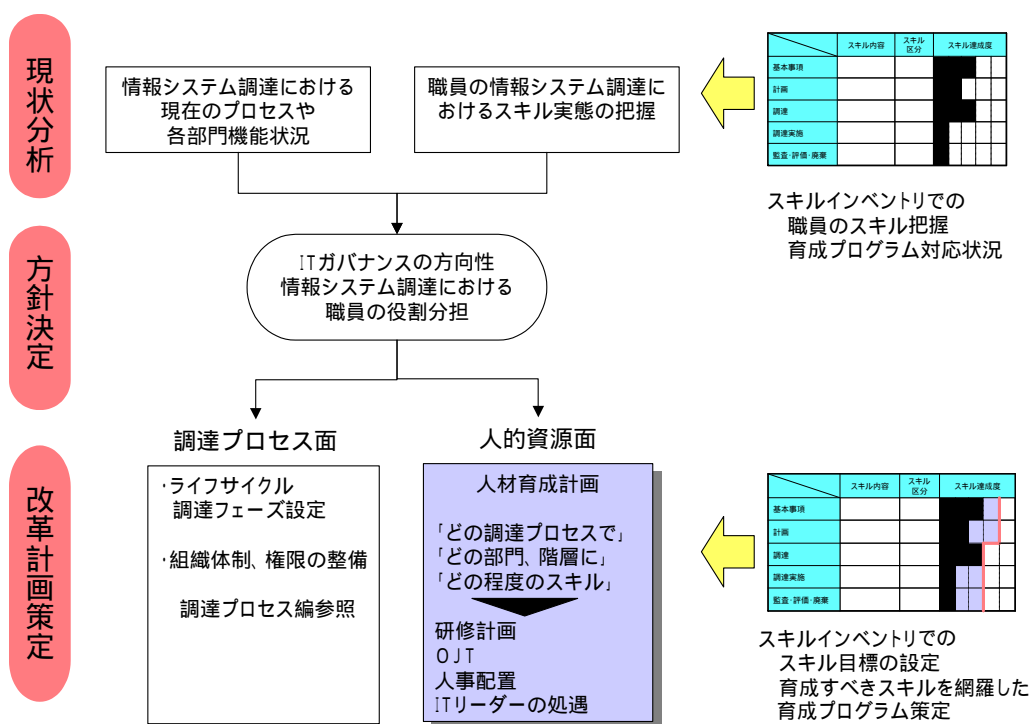 現状分析
情報システム調達における
現在のプロセスや
各部門機能状況
職員の情報システム調達に
おけるスキル実態の把握
スキル内容
スキル
区分
スキル達成度
基本事項
計画
調達
調達実施
監査・評価・廃棄
スキルインベントリでの
職員のスキル把握
育成プログラム対応状況
方針決定
ITガバナンスの方向性
情報システム調達における
職員の役割分担
改革計画策定
調達プロセス面
・ライフサイクル
調達フェーズ設定
・組織体制、権限の整備
調達プロセス編参照
人的資源面
人材育成計画
「どの調達プロセスで」
「どの部門、階層に」
「どの程度のスキル」
研修計画
OJT
人事配置
ITリーダーの処遇
スキル内容
スキル
区分
スキル達成度
基本事項
計画
調達
調達実施
監査・評価・廃棄
スキルインベントリでの
スキル目標の設定
育成すべきスキルを網羅した
育成プログラム策定